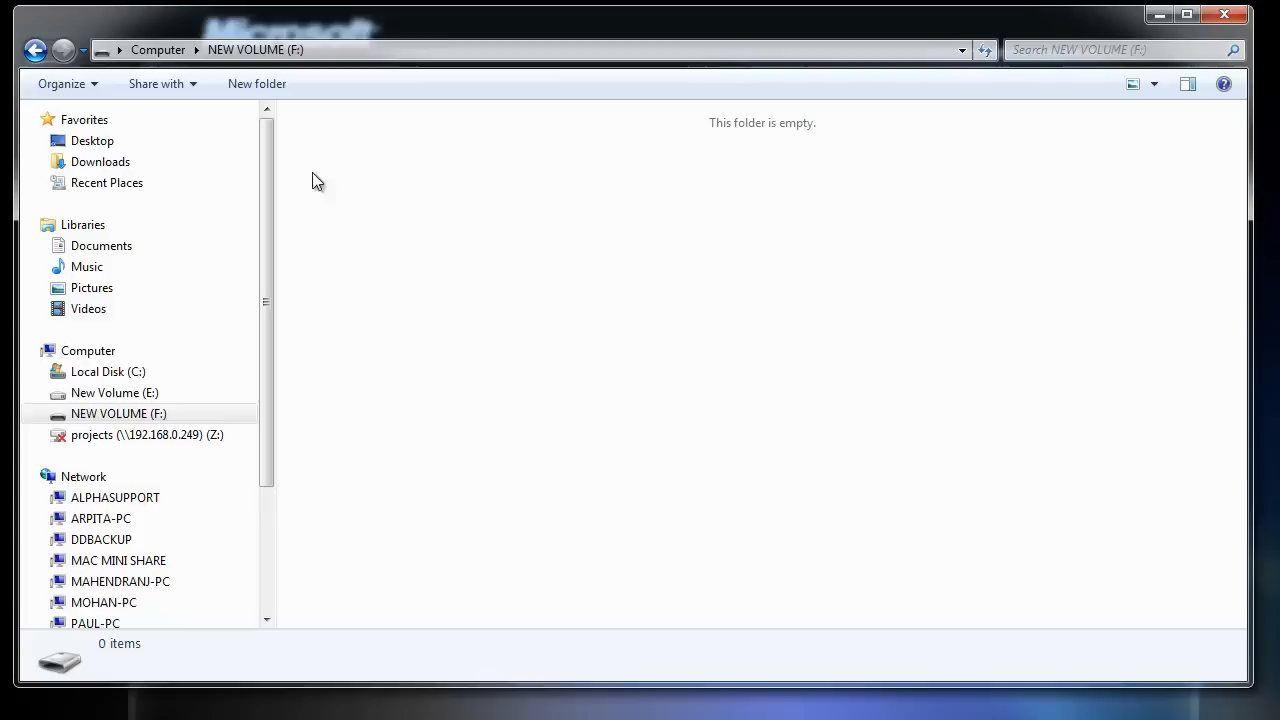 Microsoft
Computer NEW VOLUME (F:)
Search NEW VOLUME (F:)
Organize Share with New folder
This folder is empty.
Favorites
Desktop
Downloads
Recent Places
Libraries
Documents
Music
Pictures
Videos
Computer
Local Disk (C:)
New Volume (E:)
NEW VOLUME (F:)
projects (\\192.168.0.249) (Z:)
Network
ALPHASUPPORT
ARPITA-PC
DDBACKUP
MAC MINI SHARE
MAHENDRANJ-PC
MOHAN-PC
PAUL-PC
0 items